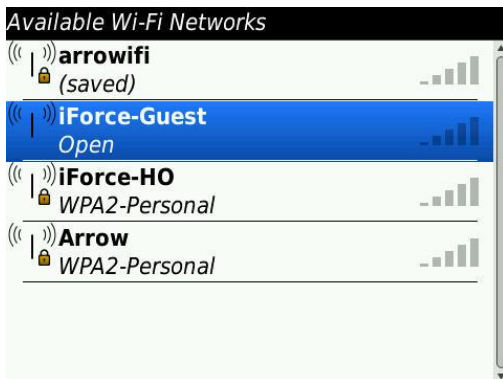 Available Wi-Fi Networks
arrowifi
(saved)
iForce-Guest
Open
iForce-HO
WPA2-Personal
Arrow
WPA2-Personal